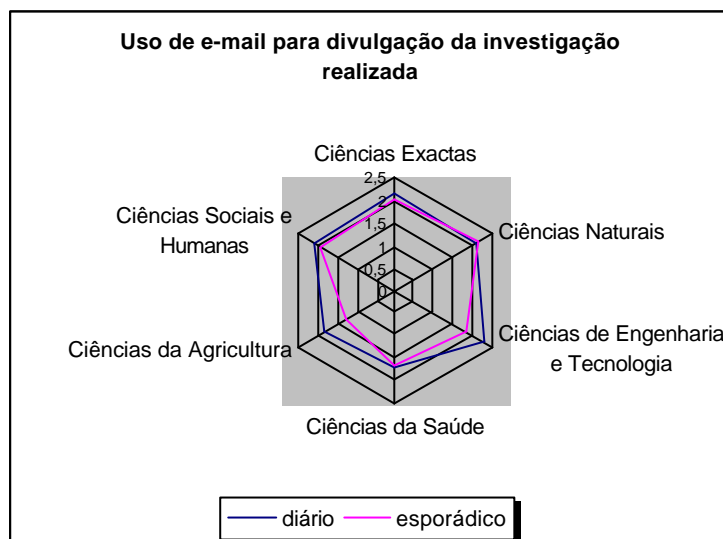 Uso de e-mail para divulgação da investigação
realizada
Ciências Exactas
2,5
2
1,5
1
0,5
0
Ciências Naturais
Ciências de Engenharia
e Tecnologia
Ciências da Saúde
Ciências da Agricultura
Ciências Sociais e
Humanas
diário esporádico